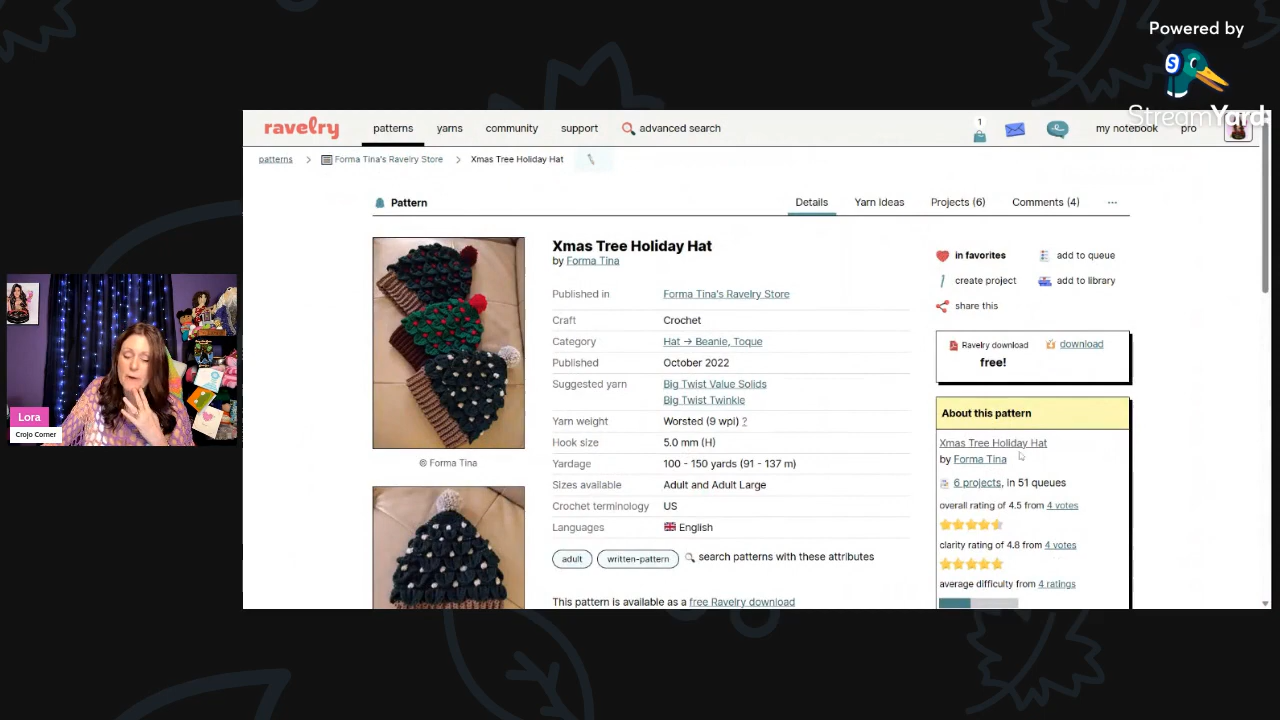 Powered by
S
StreamYard
ravelry
patterns
yarns
community
support
advanced search
1
my notebook
pro
patterns > Forma Tina's Ravelry Store > Xmas Tree Holiday Hat
Pattern
Details
Yarn Ideas
Projects (6)
Comments (4)
...
Xmas Tree Holiday Hat
by Forma Tina
Published in Forma Tina's Ravelry Store
Craft Crochet
Category Hat → Beanie, Toque
Published October 2022
Suggested yarn Big Twist Value Solids
Big Twist Twinkle
Yarn weight Worsted (9 wpi) ?
Hook size 5.0 mm (H)
Yardage 100 - 150 yards (91 - 137 m)
Sizes available Adult and Adult Large
Crochet terminology US
Languages English
adult written-pattern search patterns with these attributes
This pattern is available as a free Ravelry download
© Forma Tina
in favorites
add to queue
create project
add to library
share this
Ravelry download
download
free!
About this pattern
Xmas Tree Holiday Hat
by Forma Tina
6 projects, in 51 queues
overall rating of 4.5 from 4 votes
clarity rating of 4.8 from 4 votes
average difficulty from 4 ratings
Lora
Crojo Corner